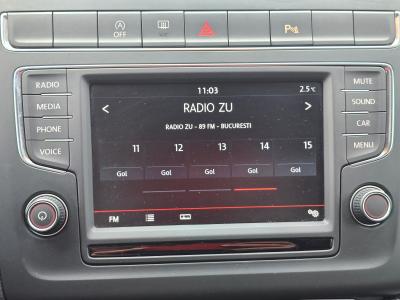 OFF
RADIO
MEDIA
PHONE
VOICE
11:03
2.5°C
< RADIO ZU >
RADIO ZU - 89 FM - BUCURESTI
11 12 13 14 15
Gol Gol Gol Gol Gol
FM
MUTE
SOUND
CAR
MENU